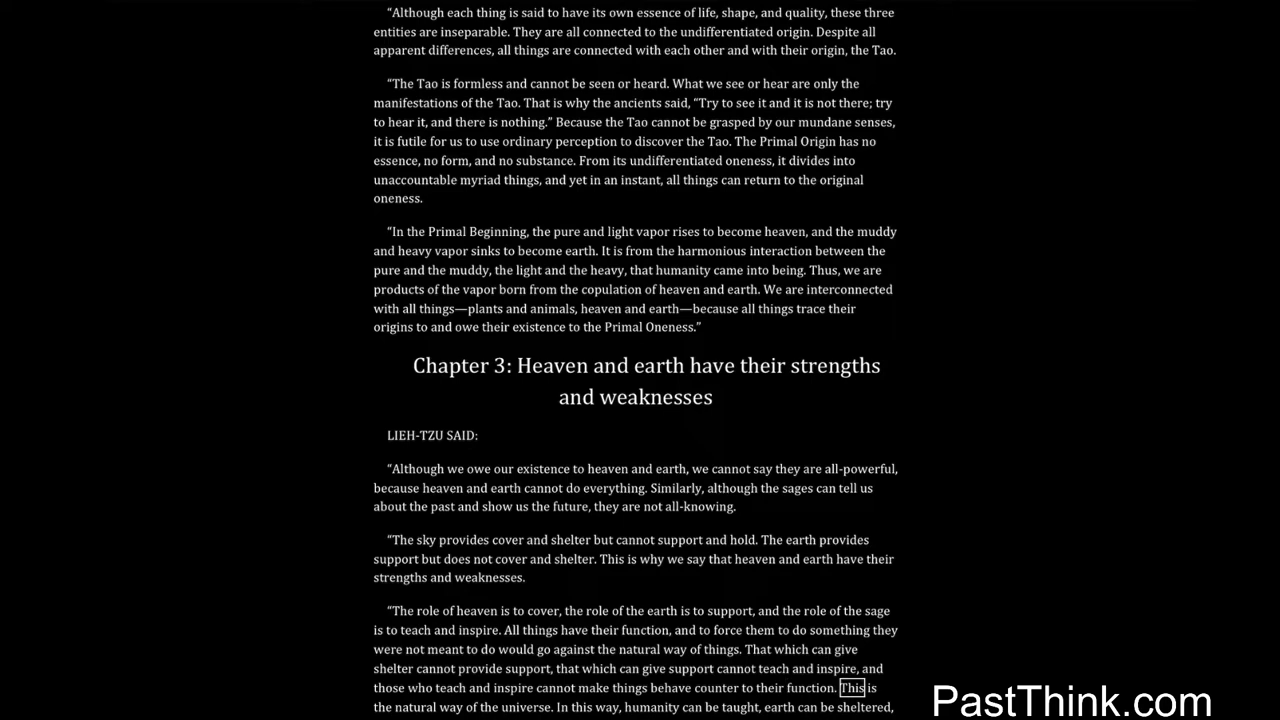 “Although each thing is said to have its own essence of life, shape, and quality, these three
entities are inseparable. They are all connected to the undifferentiated origin. Despite all
apparent differences, all things are connected with each other and with their origin, the Tao.
“The Tao is formless and cannot be seen or heard. What we see or hear are only the
manifestations of the Tao. That is why the ancients said, “Try to see it and it is not there; try
to hear it, and there is nothing.” Because the Tao cannot be grasped by our mundane senses,
it is futile for us to use ordinary perception to discover the Tao. The Primal Origin has no
essence, no form, and no substance. From its undifferentiated oneness, it divides into
unaccountable myriad things, and yet in an instant, all things can return to the original
oneness.
“In the Primal Beginning, the pure and light vapor rises to become heaven, and the muddy
and heavy vapor sinks to become earth. It is from the harmonious interaction between the
pure and the muddy, the light and the heavy, that humanity came into being. Thus, we are
products of the vapor born from the copulation of heaven and earth. We are interconnected
with all things—plants and animals, heaven and earth—because all things trace their
origins to and owe their existence to the Primal Oneness.”
Chapter 3: Heaven and earth have their strengths
and weaknesses
LIEH-TZU SAID:
“Although we owe our existence to heaven and earth, we cannot say they are all-powerful,
because heaven and earth cannot do everything. Similarly, although the sages can tell us
about the past and show us the future, they are not all-knowing.
“The sky provides cover and shelter but cannot support and hold. The earth provides
support but does not cover and shelter. This is why we say that heaven and earth have their
strengths and weaknesses.
“The role of heaven is to cover, the role of the earth is to support, and the role of the sage
is to teach and inspire. All things have their function, and to force them to do something they
were not meant to do would go against the natural way of things. That which can give
shelter cannot provide support, that which can give support cannot teach and inspire, and
those who teach and inspire cannot make things behave counter to their function. This is
the natural way of the universe. In this way, humanity can be taught, earth can be sheltered,
PastThink.com